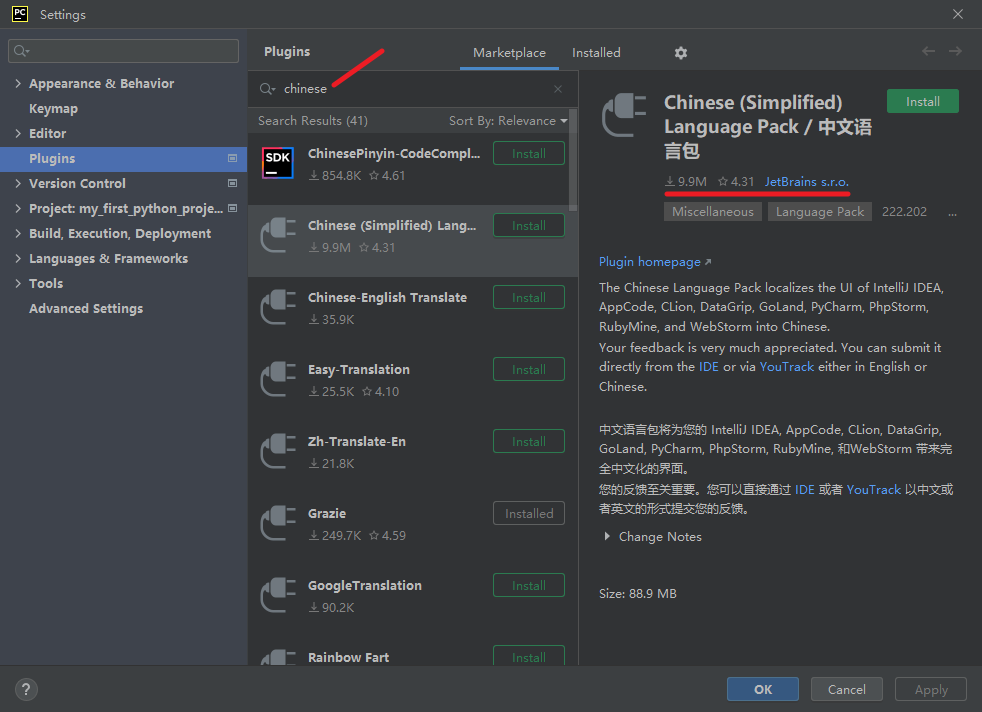 PC
Settings
Appearance & Behavior
Keymap
Editor
Plugins
Version Control
Project: my_first_python_proje...
Build, Execution, Deployment
Languages & Frameworks
Tools
Advanced Settings
Plugins
Marketplace
Installed
chinese
Search Results (41)
Sort By: Relevance
SDK
ChinesePinyin-CodeCompl...
854.8K 4.61
Install
Chinese (Simplified) Lang...
9.9M 4.31
Install
Chinese-English Translate
35.9K
Install
Easy-Translation
25.5K 4.10
Install
Zh-Translate-En
21.8K
Install
Grazie
249.7K 4.59
Installed
GoogleTranslation
90.2K
Install
Rainbow Fart
Install
Chinese (Simplified)
Language Pack / 中文语
言包
Install
9.9M 4.31 JetBrains s.r.o.
Miscellaneous
Language Pack
222.202
...
Plugin homepage
The Chinese Language Pack localizes the UI of IntelliJ IDEA,
AppCode, CLion, DataGrip, GoLand, PyCharm, PhpStorm,
RubyMine, and WebStorm into Chinese.
Your feedback is very much appreciated. You can submit it
directly from the IDE or via YouTrack either in English or
Chinese.
中文语言包将为您的 IntelliJ IDEA, AppCode, CLion, DataGrip,
GoLand, PyCharm, PhpStorm, RubyMine, 和WebStorm 带来完
全中文化的界面。
您的反馈至关重要。您可以直接通过 IDE 或者 YouTrack 以中文或
者英文的形式提交您的反馈。
Change Notes
Size: 88.9 MB
?
OK
Cancel
Apply